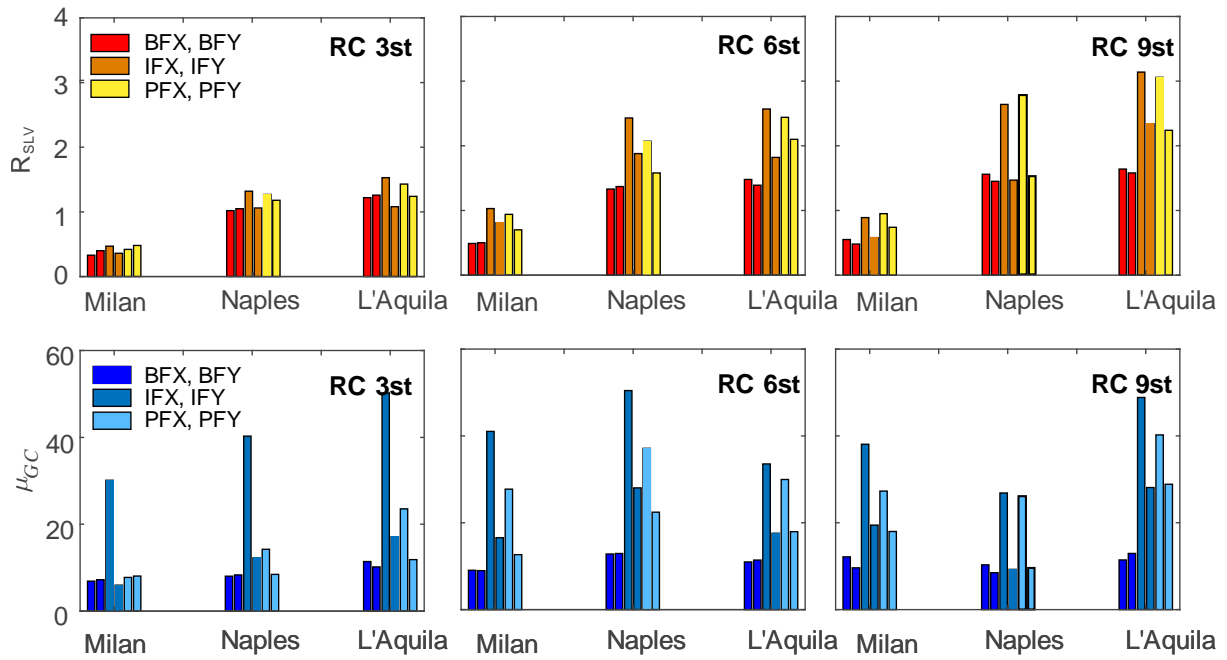 4
3
2
1
0
R_SLV
BFX, BFY
IFX, IFY
PFX, PFY
RC 3st
RC 6st
RC 9st
Milan
Naples
L'Aquila
Milan
Naples
L'Aquila
Milan
Naples
L'Aquila
60
40
20
0
μ_GC
BFX, BFY
IFX, IFY
PFX, PFY
RC 3st
RC 6st
RC 9st
Milan
Naples
L'Aquila
Milan
Naples
L'Aquila
Milan
Naples
L'Aquila